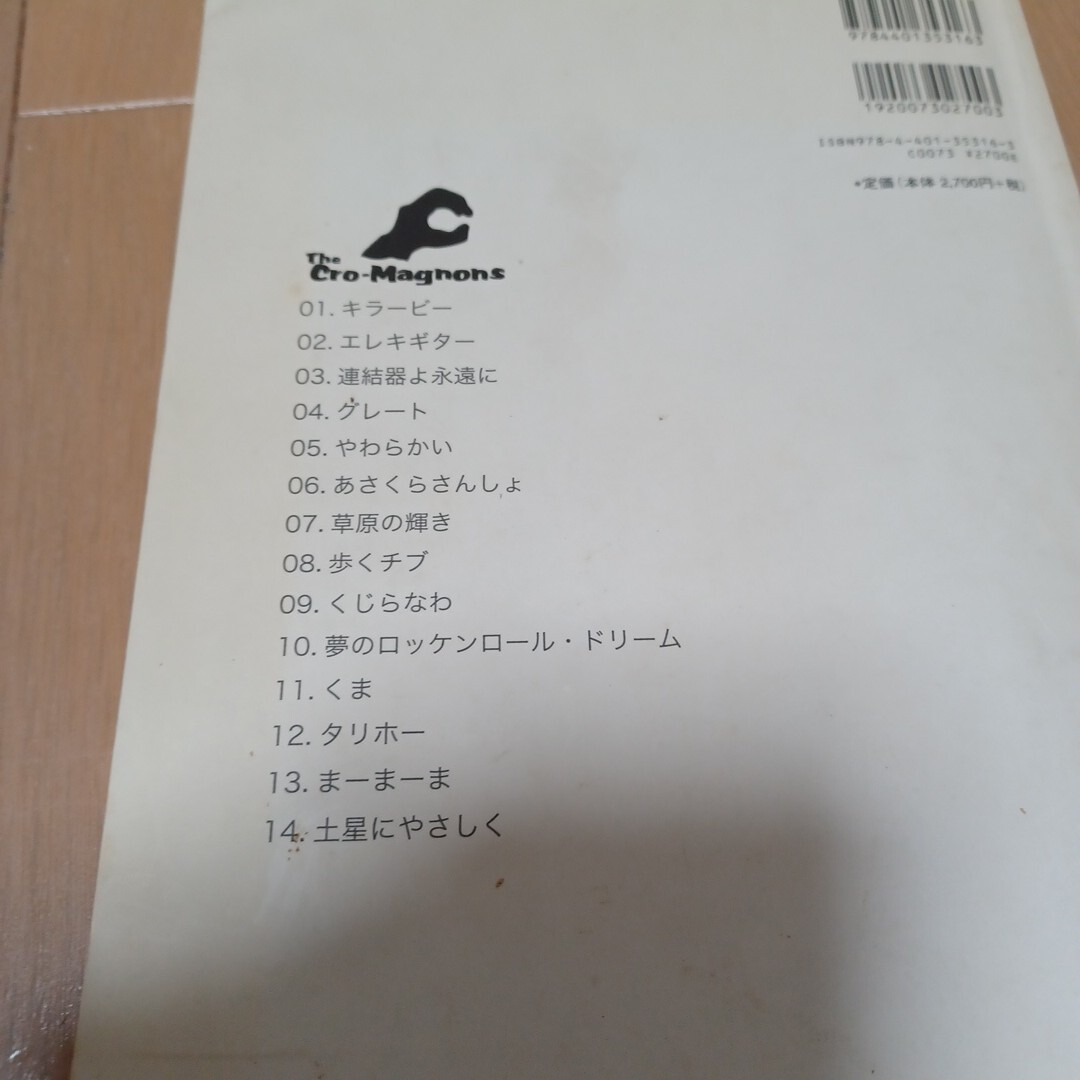 9784401353163
1920073027003
ISBN978-4-401-35316-3
C0073 ¥2700E
•定価(本体2,700円+税)
The
Cro-Magnons
01. キラービー
02. エレキギター
03. 連結器よ永遠に
04. グレート
05. やわらかい
06. あさくらさんしょ
07. 草原の輝き
08. 歩くチブ
09. くじらなわ
10. 夢のロッケンロール・ドリーム
11. くま
12. タリホー
13. まーまーま
14. 土星にやさしく